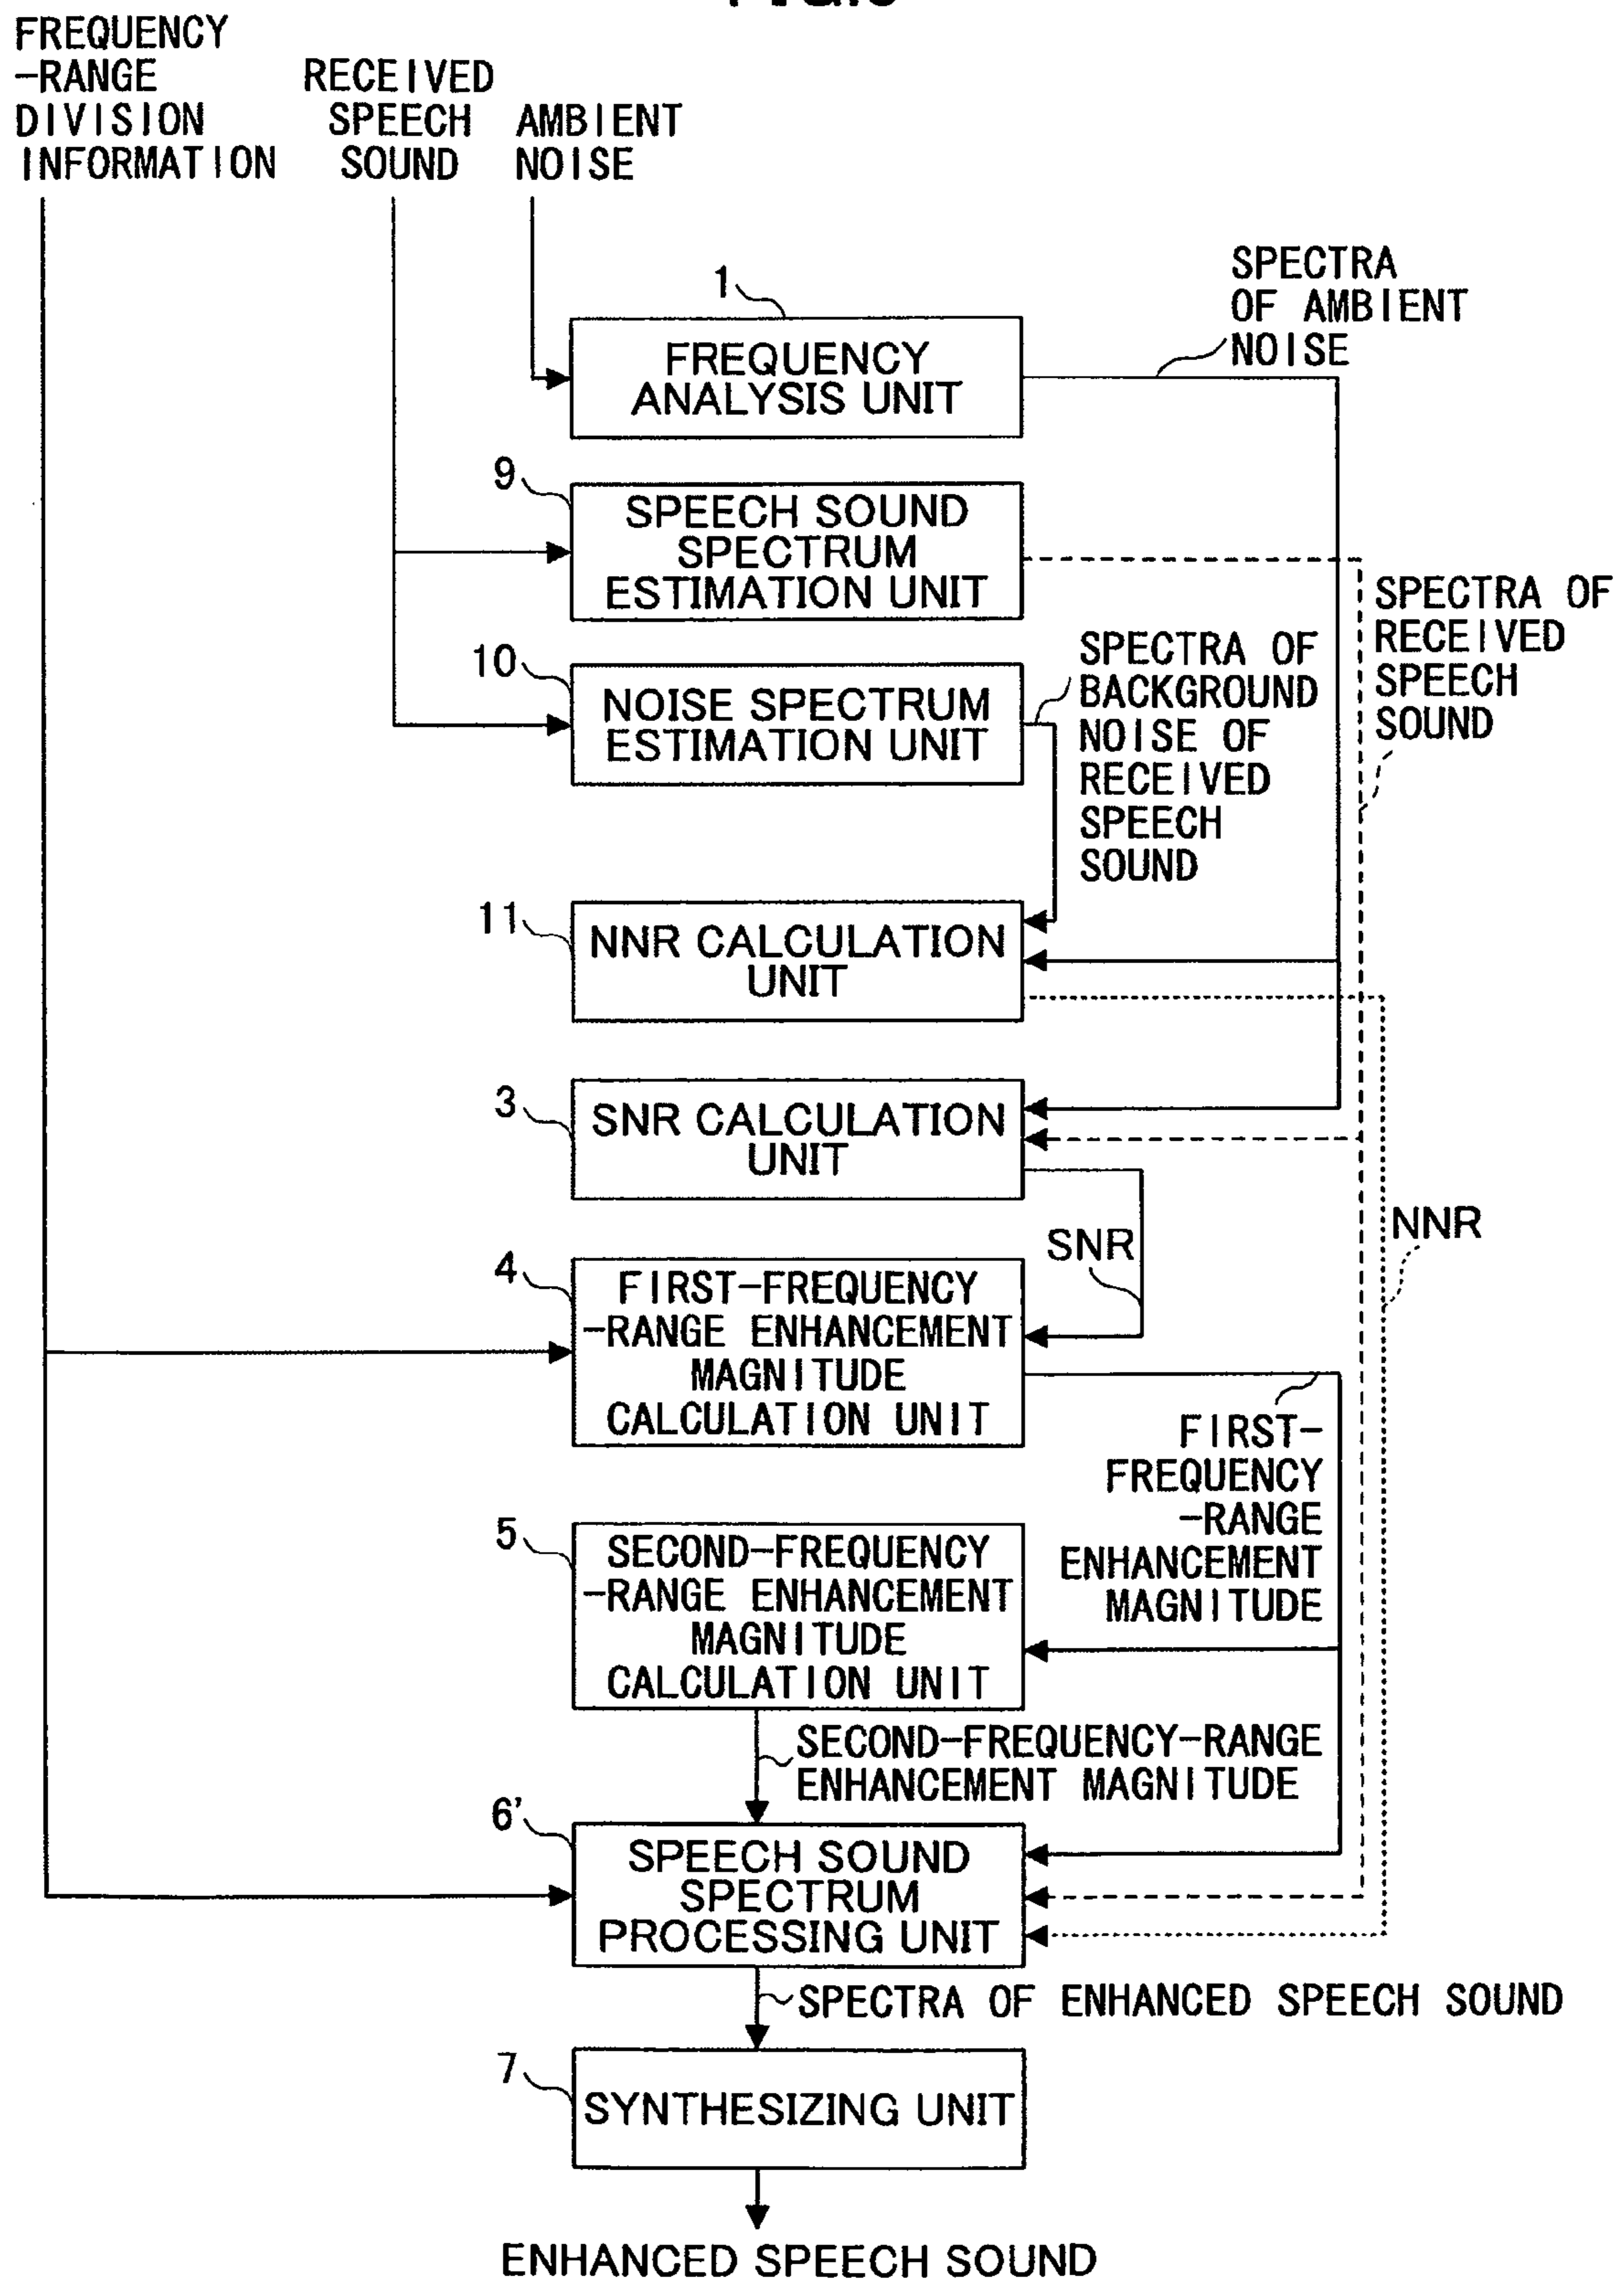 FREQUENCY
-RANGE
DIVISION
INFORMATION
RECEIVED
SPEECH
SOUND
AMBIENT
NOISE
1
FREQUENCY
ANALYSIS UNIT
SPECTRA
OF AMBIENT
NOISE
9
SPEECH SOUND
SPECTRUM
ESTIMATION UNIT
SPECTRA OF
RECEIVED
SPEECH
SOUND
10
NOISE SPECTRUM
ESTIMATION UNIT
SPECTRA OF
BACKGROUND
NOISE OF
RECEIVED
SPEECH
SOUND
11
NNR CALCULATION
UNIT
3
SNR CALCULATION
UNIT
SNR
NNR
4
FIRST-FREQUENCY
-RANGE ENHANCEMENT
MAGNITUDE
CALCULATION UNIT
FIRST-
FREQUENCY
-RANGE
ENHANCEMENT
MAGNITUDE
5
SECOND-FREQUENCY
-RANGE ENHANCEMENT
MAGNITUDE
CALCULATION UNIT
SECOND-FREQUENCY-RANGE
ENHANCEMENT MAGNITUDE
6'
SPEECH SOUND
SPECTRUM
PROCESSING UNIT
SPECTRA OF ENHANCED SPEECH SOUND
7
SYNTHESIZING UNIT
ENHANCED SPEECH SOUND